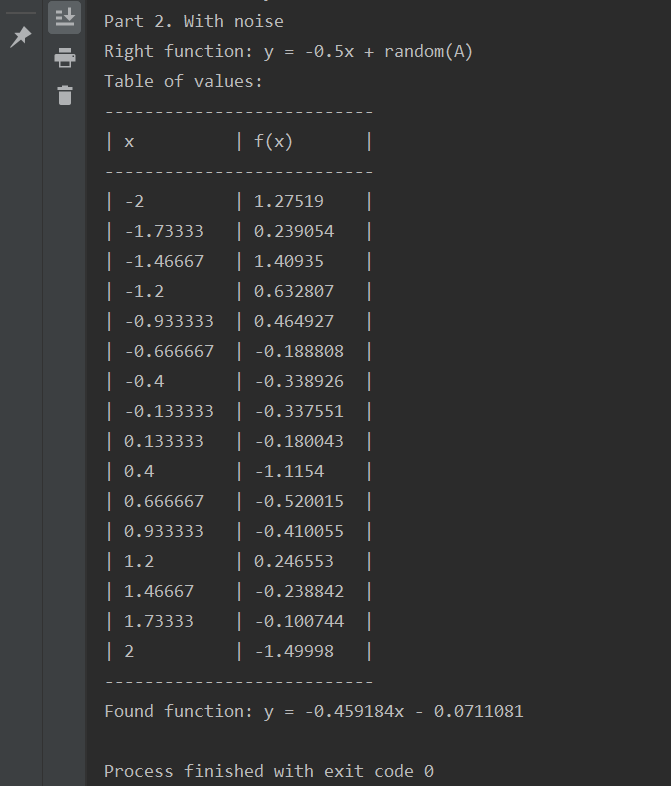 Part 2. With noise
Right function: y = -0.5x + random(A)
Table of values:
---------------------------
| x          | f(x)       |
---------------------------
| -2         | 1.27519    |
| -1.73333   | 0.239054   |
| -1.46667   | 1.40935    |
| -1.2       | 0.632807   |
| -0.933333  | 0.464927   |
| -0.666667  | -0.188808  |
| -0.4       | -0.338926  |
| -0.133333  | -0.337551  |
| 0.133333   | -0.180043  |
| 0.4        | -1.1154    |
| 0.666667   | -0.520015  |
| 0.933333   | -0.410055  |
| 1.2        | 0.246553   |
| 1.46667    | -0.238842  |
| 1.73333    | -0.100744  |
| 2          | -1.49998   |
---------------------------
Found function: y = -0.459184x - 0.0711081
Process finished with exit code 0